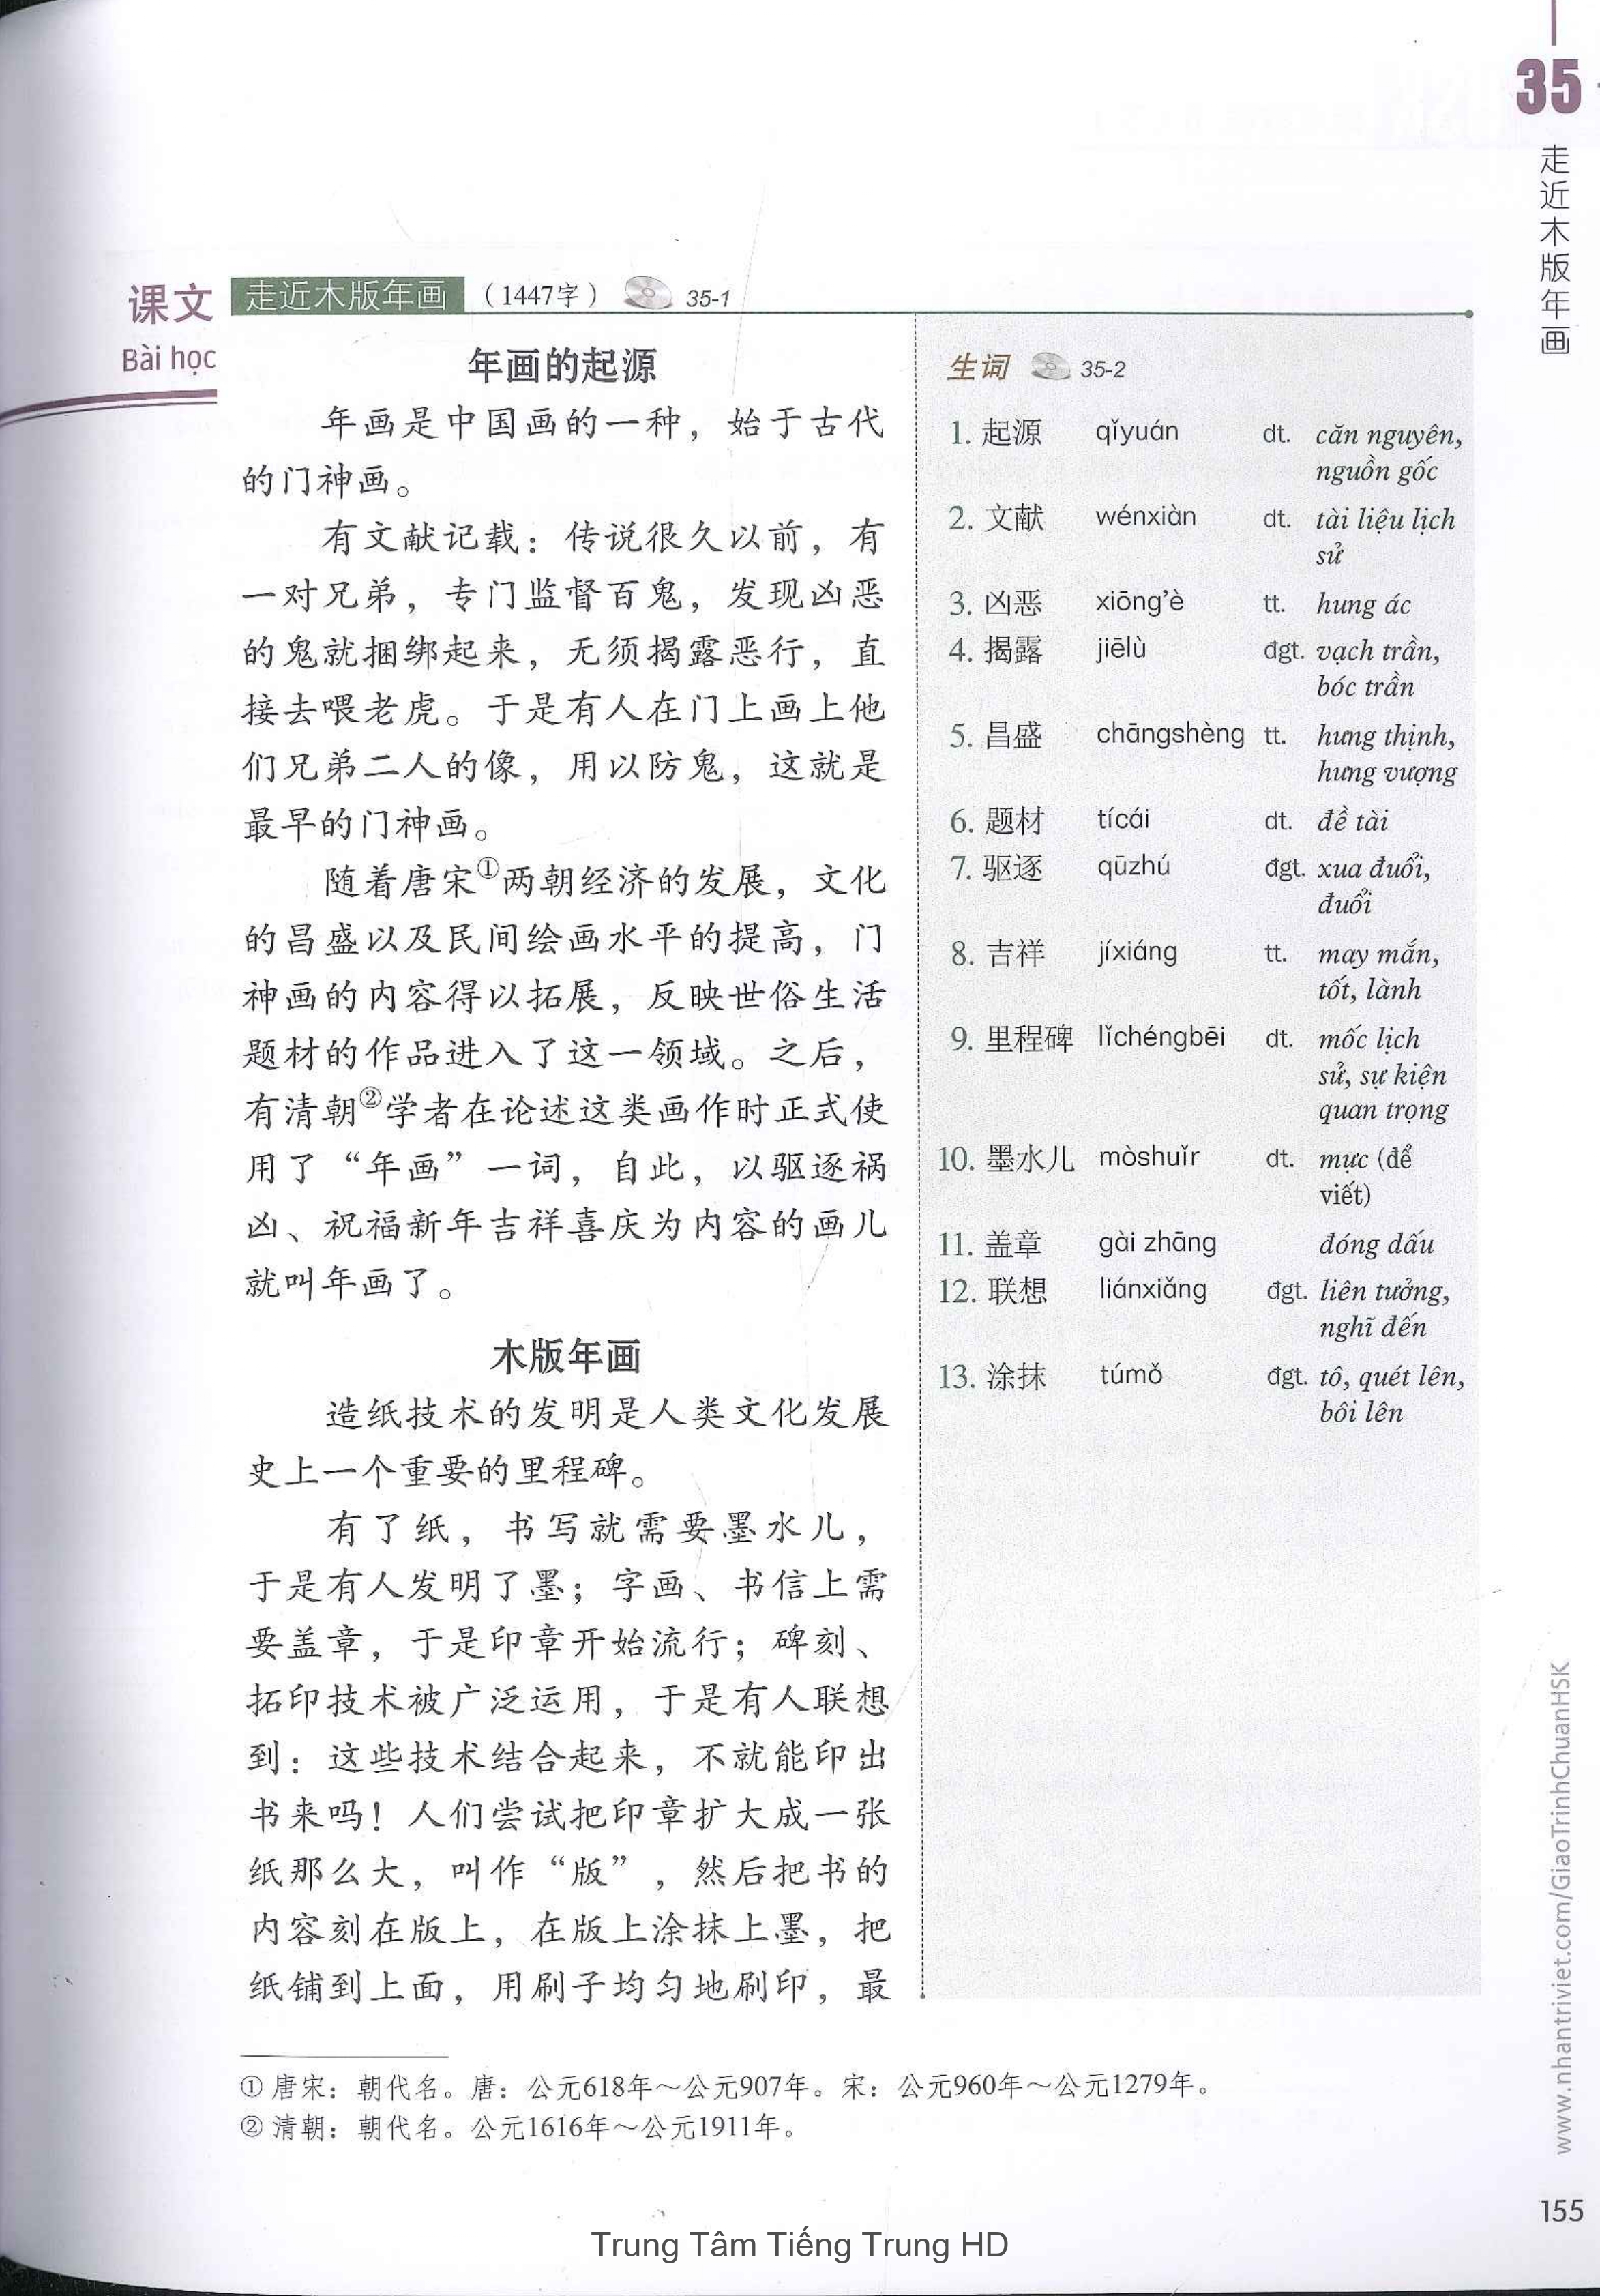 35
走近木版年画
课文
Bài học
走近木版年画 （1447字） 35-1
年画的起源
年画是中国画的一种，始于古代
的门神画。
有文献记载：传说很久以前，有
一对兄弟，专门监督百鬼，发现凶恶
的鬼就捆绑起来，无须揭露恶行，直
接去喂老虎。于是有人在门上画上他
们兄弟二人的像，用以防鬼，这就是
最早的门神画。
随着唐宋①两朝经济的发展，文化
的昌盛以及民间绘画水平的提高，门
神画的内容得以拓展，反映世俗生活
题材的作品进入了这一领域。之后，
有清朝②学者在论述这类画作时正式使
用了“年画”一词，自此，以驱逐祸
凶、祝福新年吉祥喜庆为内容的画儿
就叫年画了。
木版年画
造纸技术的发明是人类文化发展
史上一个重要的里程碑。
有了纸，书写就需要墨水儿，
于是有人发明了墨；字画、书信上需
要盖章，于是印章开始流行；碑刻、
拓印技术被广泛运用，于是有人联想
到：这些技术结合起来，不就能印出
书来吗！人们尝试把印章扩大成一张
纸那么大，叫作“版”，然后把书的
内容刻在版上，在版上涂抹上墨，把
纸铺到上面，用刷子均匀地刷印，最
生词 35-2
1. 起源 qǐyuán dt. căn nguyên,
nguồn gốc
2. 文献 wénxiàn dt. tài liệu lịch
sử
3. 凶恶 xiōng’è tt. hung ác
4. 揭露 jiēlù đgt. vạch trần,
bóc trần
5. 昌盛 chāngshèng tt. hưng thịnh,
hưng vượng
6. 题材 tícái dt. đề tài
7. 驱逐 qūzhú đgt. xua đuổi,
đuổi
8. 吉祥 jíxiáng tt. may mắn,
tốt, lành
9. 里程碑 lǐchéngbēi dt. mốc lịch
sử, sự kiện
quan trọng
10. 墨水儿 mòshuǐr dt. mực (để
viết)
11. 盖章 gài zhāng đóng dấu
12. 联想 liánxiǎng đgt. liên tưởng,
nghĩ đến
13. 涂抹 túmǒ đgt. tô, quét lên,
bôi lên
① 唐宋：朝代名。唐：公元618年～公元907年。宋：公元960年～公元1279年。
② 清朝：朝代名。公元1616年～公元1911年。
www.nhantriviet.com/GiaoTrinhChuanHSK
155
Trung Tâm Tiếng Trung HD